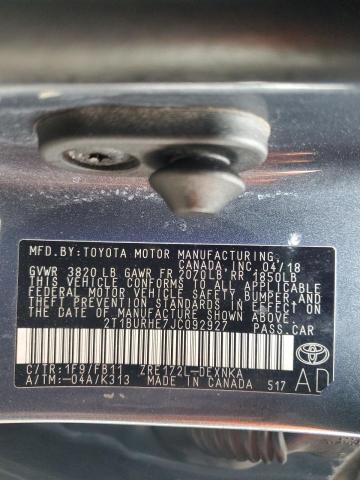 MFD.BY:TOYOTA MOTOR MANUFACTURING,
CANADA, INC 04/18
GVWR 3820 LB GAWR FR 2070LB RR 1850LB
THIS VEHICLE CONFORMS TO ALL APPLICABLE
FEDERAL MOTOR VEHICLE SAFETY,BUMPER, AND
THEFT PREVENTION STANDARDS IN EFFECT ON
THE DATE OF MANUFACTURE SHOWN ABOVE.
2T1BURHE7JC092927 PASS.CAR
C/TR:1F9/FB11 ZRE172L-DEXNKA
A/TM:-04A/K313 MADE IN CANADA 517
AD
TOYOTA